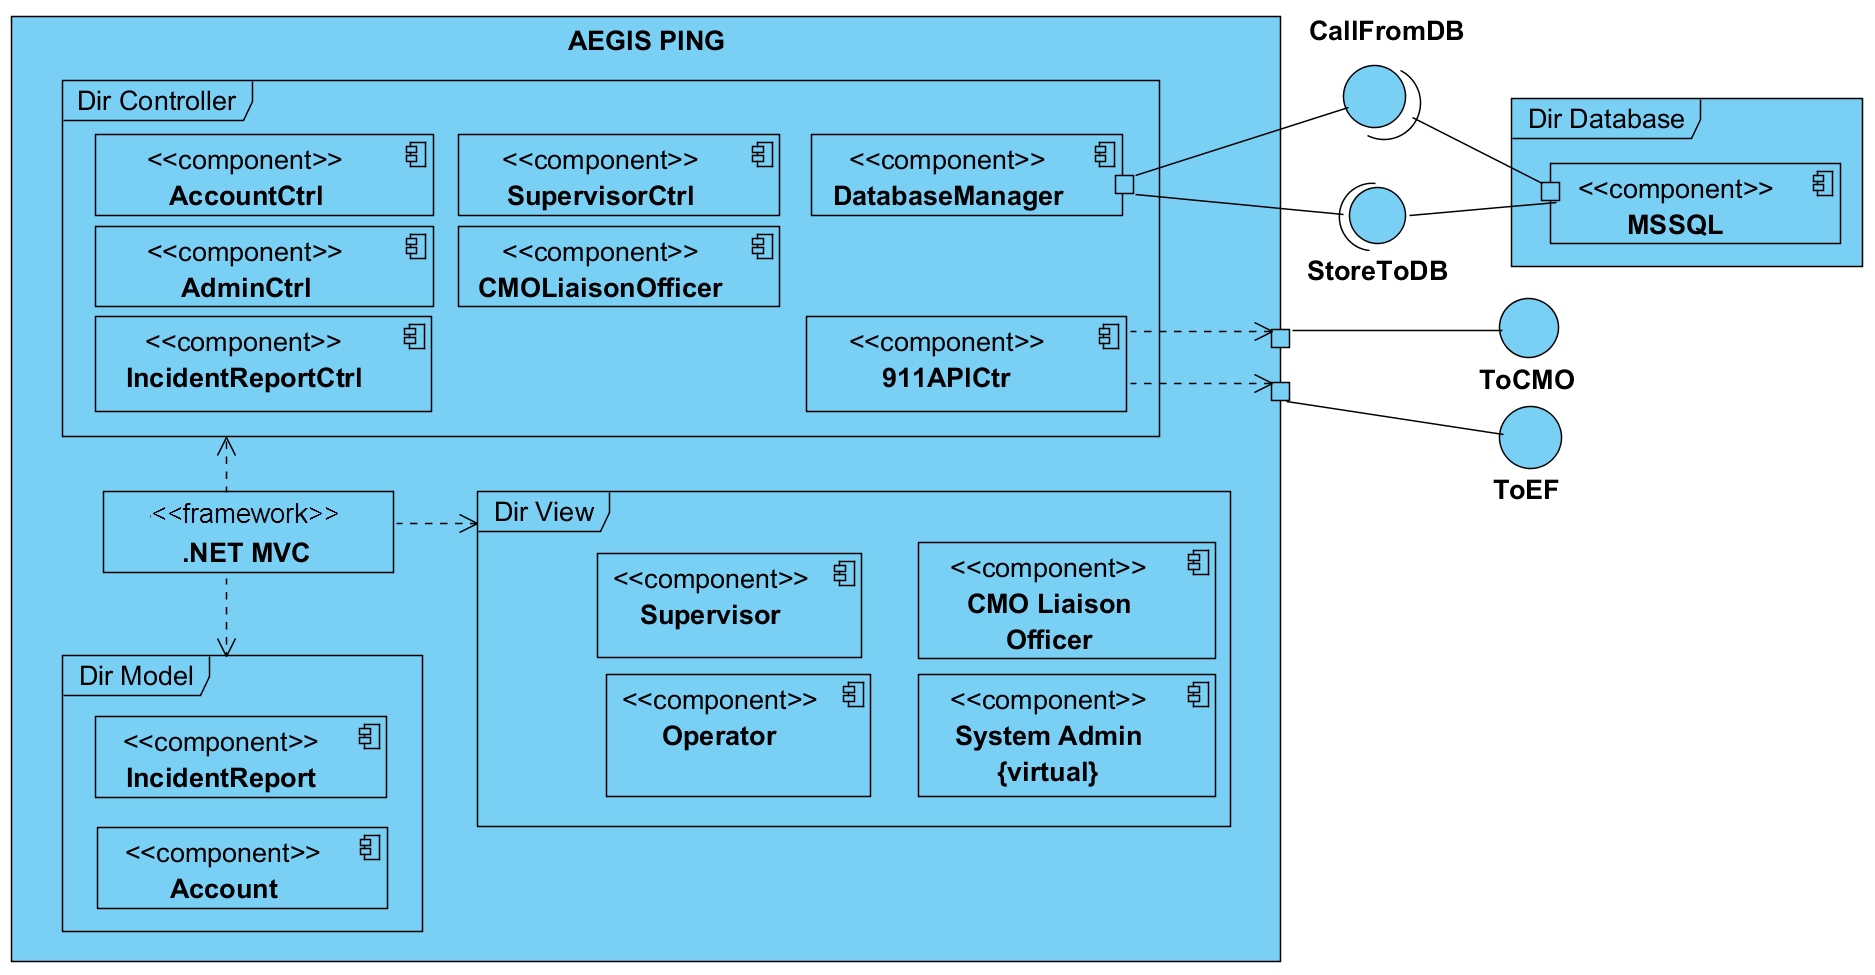 AEGIS PING
Dir Controller
<<component>>
AccountCtrl
<<component>>
SupervisorCtrl
<<component>>
DatabaseManager
<<component>>
AdminCtrl
<<component>>
CMOLiaisonOfficer
<<component>>
IncidentReportCtrl
<<component>>
911APICtr
CallFromDB
StoreToDB
Dir Database
<<component>>
MSSQL
ToCMO
ToEF
<<framework>>
.NET MVC
Dir View
<<component>>
Supervisor
<<component>>
CMO Liaison
Officer
<<component>>
Operator
<<component>>
System Admin
{virtual}
Dir Model
<<component>>
IncidentReport
<<component>>
Account